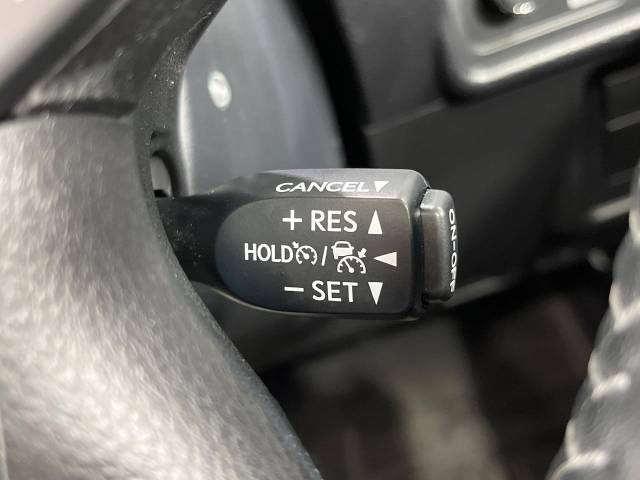 CANCEL▼
+ RES ▲
HOLD / ◀
− SET ▼
ON-OFF